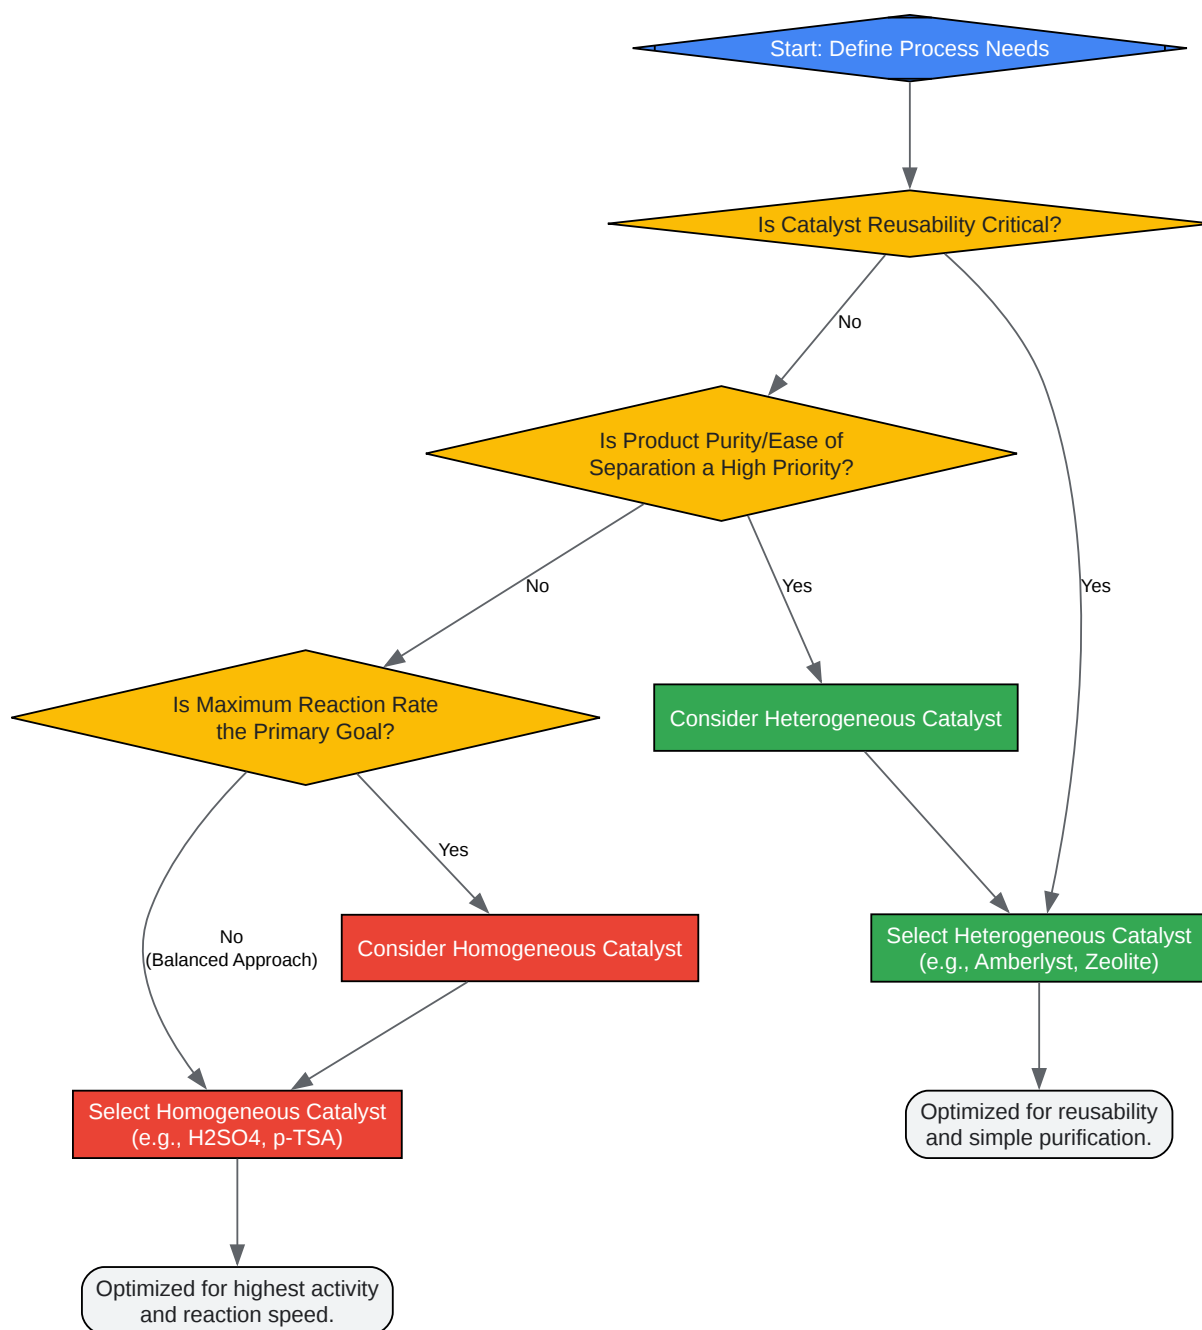 Start: Define Process Needs
Is Catalyst Reusability Critical?
No
Is Product Purity/Ease of
Separation a High Priority?
No
Yes
Yes
Is Maximum Reaction Rate
the Primary Goal?
Consider Heterogeneous Catalyst
Yes
No
(Balanced Approach)
Consider Homogeneous Catalyst
Select Heterogeneous Catalyst
(e.g., Amberlyst, Zeolite)
Select Homogeneous Catalyst
(e.g., H2SO4, p-TSA)
Optimized for reusability
and simple purification.
Optimized for highest activity
and reaction speed.